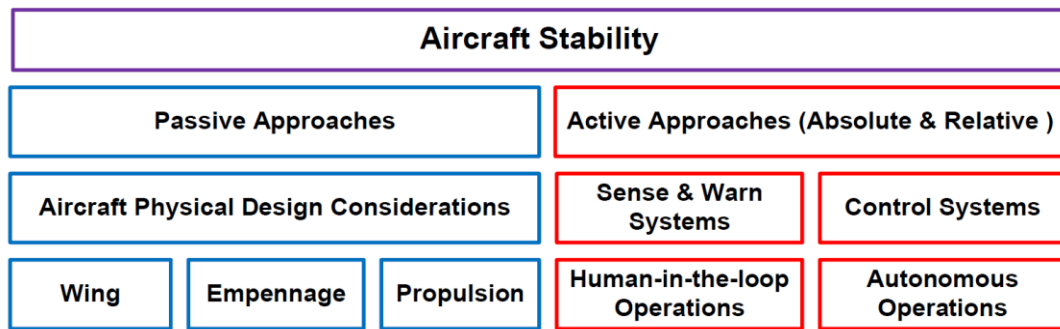 Aircraft Stability
Passive Approaches
Active Approaches (Absolute & Relative )
Aircraft Physical Design Considerations
Sense & Warn
Systems
Control Systems
Wing
Empennage
Propulsion
Human-in-the-loop
Operations
Autonomous
Operations